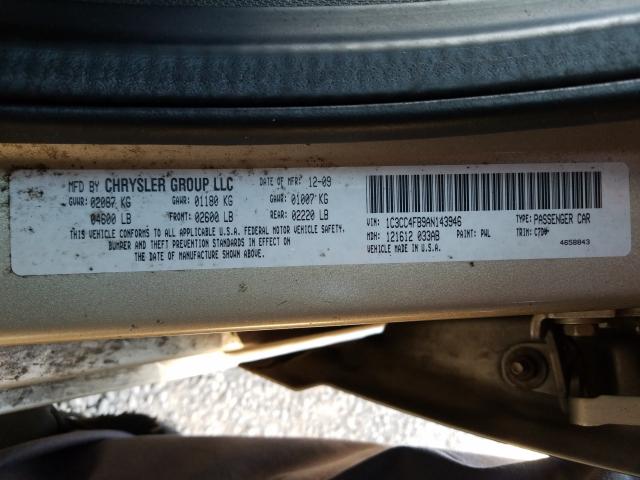 MFD BY CHRYSLER GROUP LLC DATE OF MFR: 12-09
GVWR: 02087 KG GAWR: 01180 KG GAWR: 01007 KG
04600 LB FRONT: 02600 LB REAR: 02220 LB
THIS VEHICLE CONFORMS TO ALL APPLICABLE U.S.A. FEDERAL MOTOR VEHICLE SAFETY,
BUMPER AND THEFT PREVENTION STANDARDS IN EFFECT ON
THE DATE OF MANUFACTURE SHOWN ABOVE.
VIN: 1C3CC4FB9AN143946 TYPE: PASSENGER CAR
MDH: 121612 033AB PAINT: PWL TRIM: C7D#
VEHICLE MADE IN U.S.A. 4658843